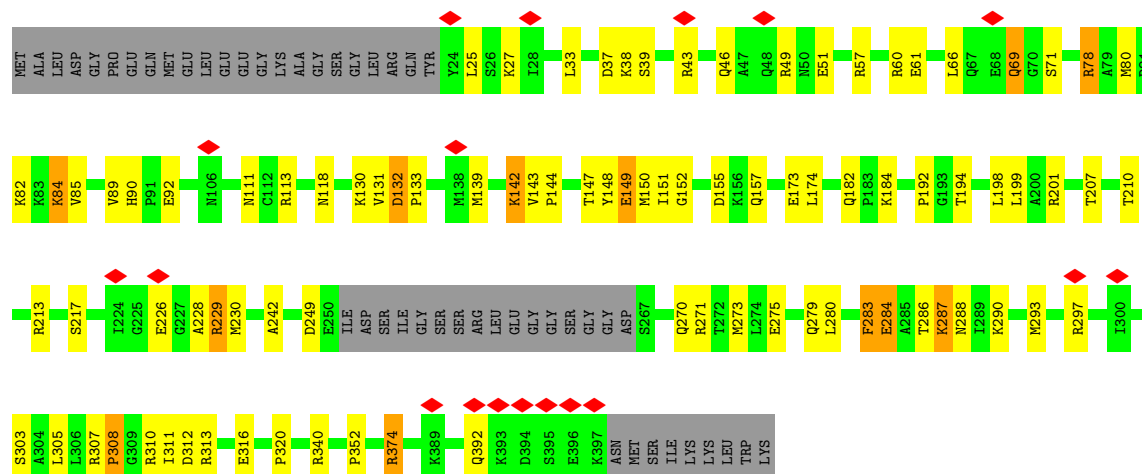 MET ALA LEU ASP GLY PRO GLU GLN MET GLU LEU GLU GLU GLY LYS ALA GLY SER GLY LEU ARG GLN TYR Y24 L25 S26 K27 I28 L33 D37 K38 S39 R43 Q46 A47 Q48 R49 N50 E51 R57 R60 E61 L66 Q67 E68 Q69 G70 S71 R78 A79 M80
K82 K83 K84 V85 V89 H90 P91 E92 N106 N111 C112 R113 N118 K130 V131 D132 P133 M138 M139 K142 V143 P144 T147 Y148 E149 M150 I151 G152 D155 K156 Q157 E173 L174 Q182 P183 K184 P192 G193 T194 L198 L199 A200 R201 T207 T210
R213 S217 I224 G225 E226 G227 A228 R229 M230 A242 D249 E250 ILE ASP SER ILE GLY SER SER ARG LEU GLU GLY GLY SER GLY GLY ASP S267 Q270 R271 T272 M273 L274 E275 Q279 L280 F283 E284 A285 T286 K287 N288 I289 K290 M293 R297 I300
S303 A304 L305 L306 R307 P308 G309 R310 I311 D312 R313 E316 P320 R340 P352 R374 K389 Q392 K393 D394 S395 E396 K397 ASN MET SER ILE LYS LYS LEU TRP LYS